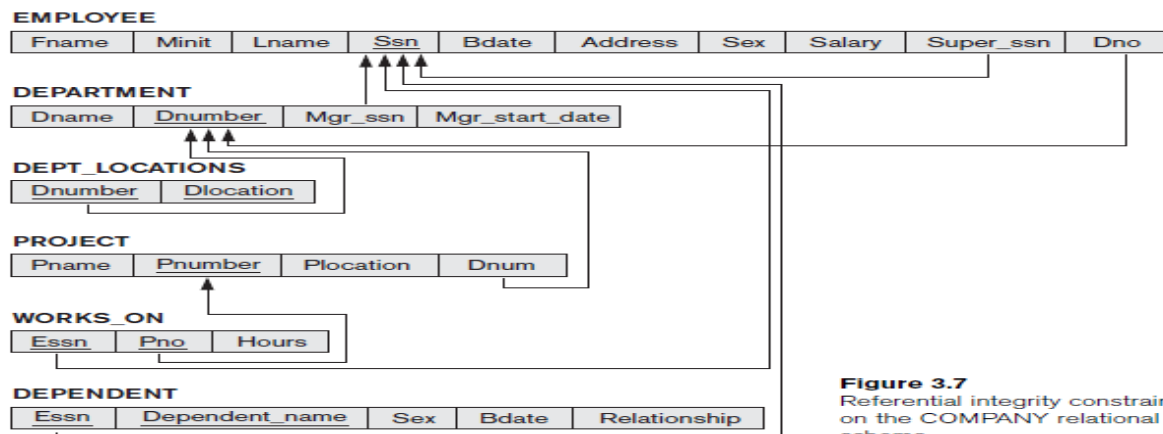 EMPLOYEE
Fname Minit Lname Ssn Bdate Address Sex Salary Super_ssn Dno
DEPARTMENT
Dname Dnumber Mgr_ssn Mgr_start_date
DEPT_LOCATIONS
Dnumber Dlocation
PROJECT
Pname Pnumber Plocation Dnum
WORKS_ON
Essn Pno Hours
DEPENDENT
Essn Dependent_name Sex Bdate Relationship
Figure 3.7
Referential integrity constrain
on the COMPANY relational